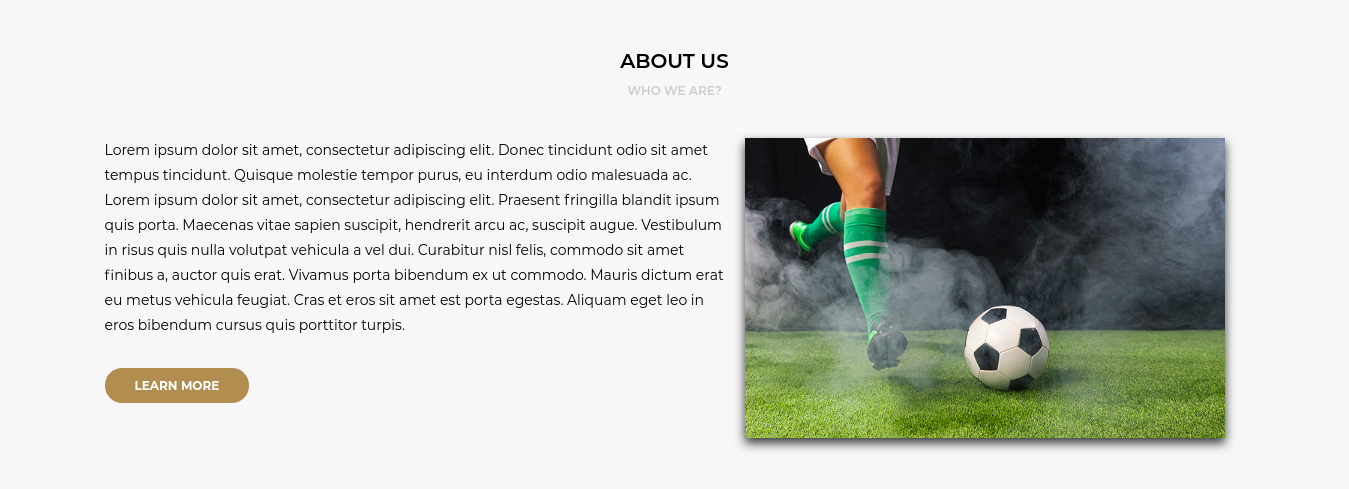 ABOUT US
WHO WE ARE?
Lorem ipsum dolor sit amet, consectetur adipiscing elit. Donec tincidunt odio sit amet
tempus tincidunt. Quisque molestie tempor purus, eu interdum odio malesuada ac.
Lorem ipsum dolor sit amet, consectetur adipiscing elit. Praesent fringilla blandit ipsum
quis porta. Maecenas vitae sapien suscipit, hendrerit arcu ac, suscipit augue. Vestibulum
in risus quis nulla volutpat vehicula a vel dui. Curabitur nisl felis, commodo sit amet
finibus a, auctor quis erat. Vivamus porta bibendum ex ut commodo. Mauris dictum erat
eu metus vehicula feugiat. Cras et eros sit amet est porta egestas. Aliquam eget leo in
eros bibendum cursus quis porttitor turpis.
LEARN MORE